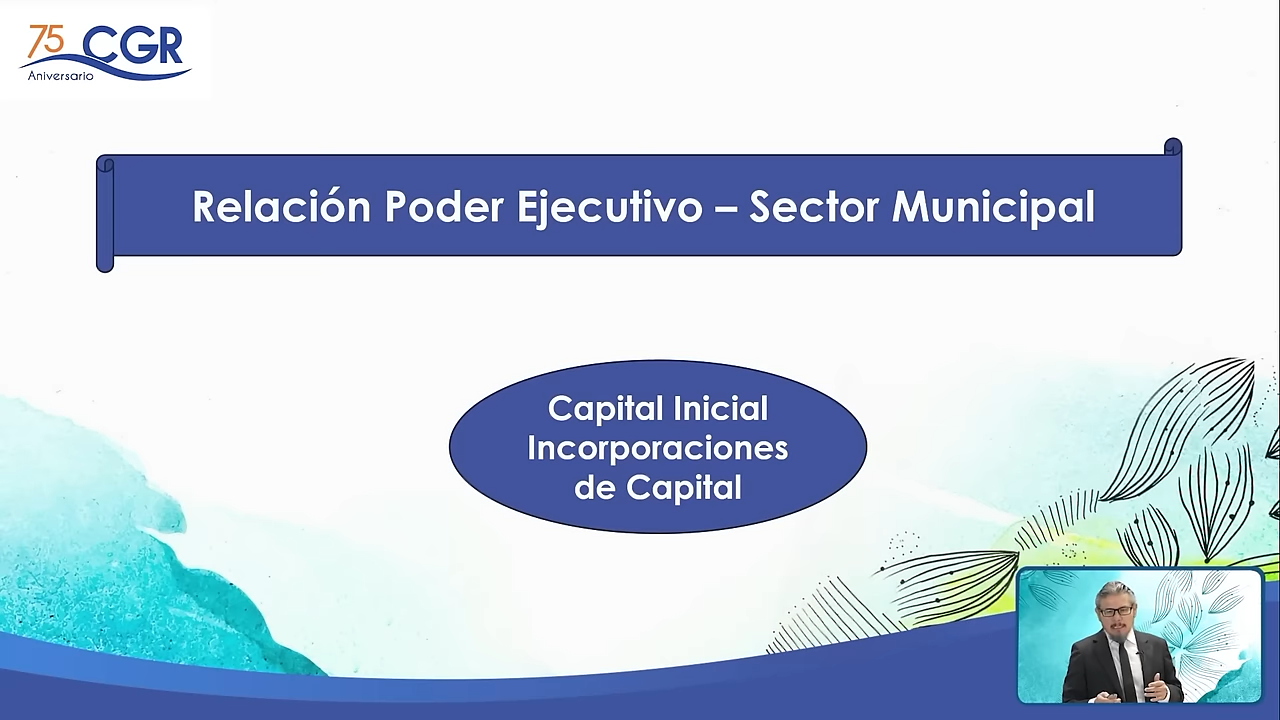 75 CGR
Aniversario
Relación Poder Ejecutivo – Sector Municipal
Capital Inicial
Incorporaciones
de Capital